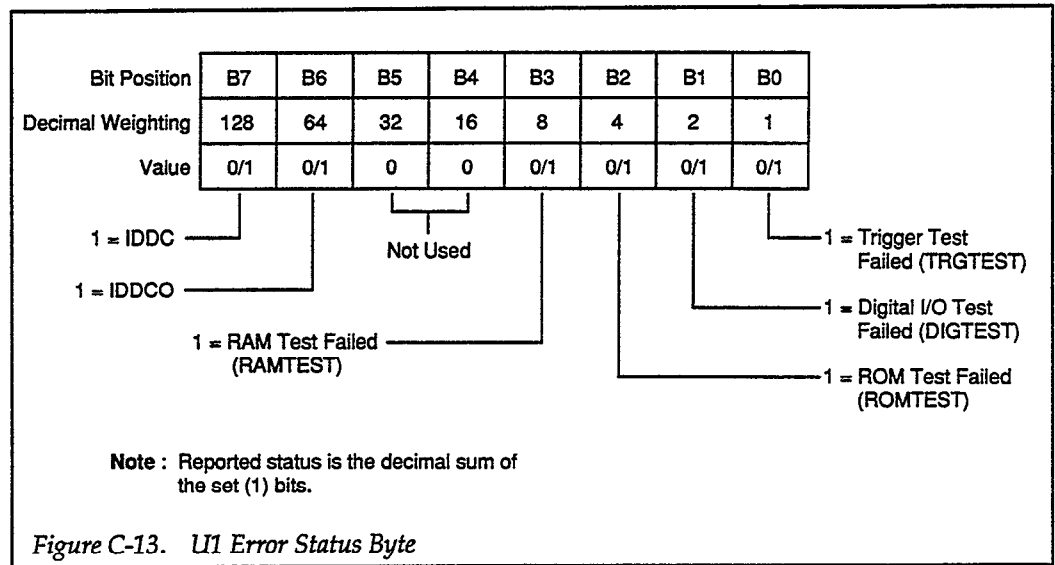 Bit Position B7 B6 B5 B4 B3 B2 B1 B0
Decimal Weighting 128 64 32 16 8 4 2 1
Value 0/1 0/1 0 0 0/1 0/1 0/1 0/1
1 = IDDC
Not Used
1 = Trigger Test
Failed (TRGTEST)
1 = IDDCO
1 = Digital I/O Test
Failed (DIGTEST)
1 = RAM Test Failed
(RAMTEST)
1 = ROM Test Failed
(ROMTEST)
Note : Reported status is the decimal sum of
the set (1) bits.
Figure C-13. U1 Error Status Byte